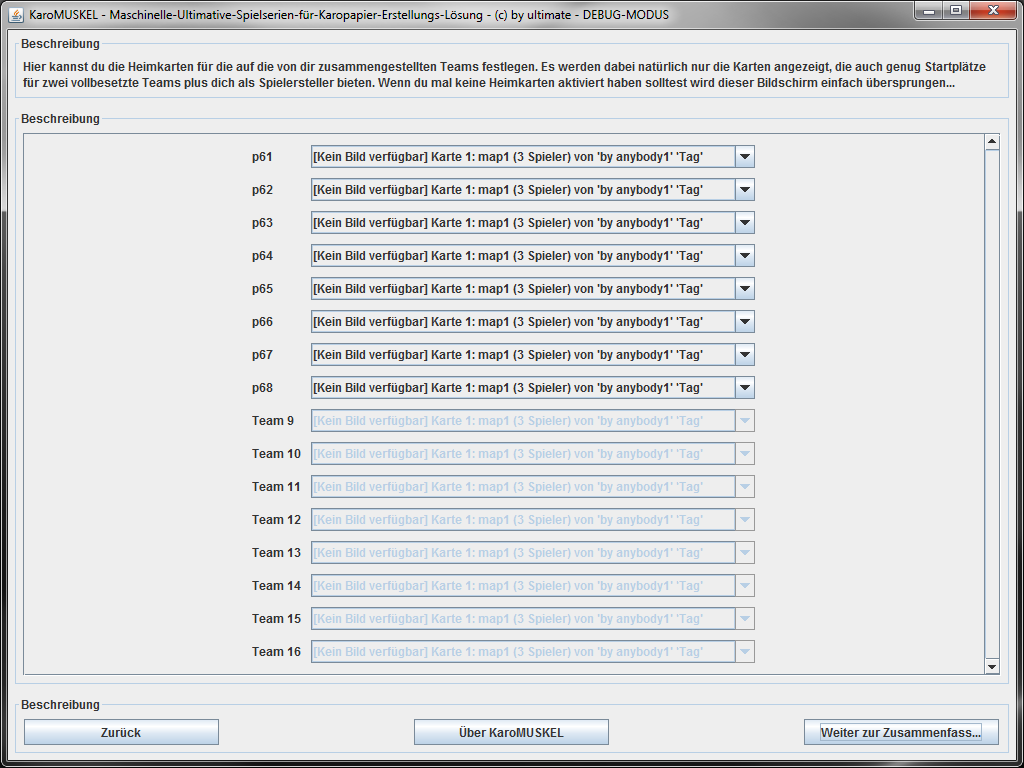 KaroMUSKEL - Maschinelle-Ultimative-Spielserien-für-Karopapier-Erstellungs-Lösung - (c) by ultimate - DEBUG-MODUS
Beschreibung
Hier kannst du die Heimkarten für die auf die von dir zusammengestellten Teams festlegen. Es werden dabei natürlich nur die Karten angezeigt, die auch genug Startplätze
für zwei vollbesetzte Teams plus dich als Spielersteller bieten. Wenn du mal keine Heimkarten aktiviert haben solltest wird dieser Bildschirm einfach übersprungen...
Beschreibung
p61 [Kein Bild verfügbar] Karte 1: map1 (3 Spieler) von 'by anybody1' 'Tag'
p62 [Kein Bild verfügbar] Karte 1: map1 (3 Spieler) von 'by anybody1' 'Tag'
p63 [Kein Bild verfügbar] Karte 1: map1 (3 Spieler) von 'by anybody1' 'Tag'
p64 [Kein Bild verfügbar] Karte 1: map1 (3 Spieler) von 'by anybody1' 'Tag'
p65 [Kein Bild verfügbar] Karte 1: map1 (3 Spieler) von 'by anybody1' 'Tag'
p66 [Kein Bild verfügbar] Karte 1: map1 (3 Spieler) von 'by anybody1' 'Tag'
p67 [Kein Bild verfügbar] Karte 1: map1 (3 Spieler) von 'by anybody1' 'Tag'
p68 [Kein Bild verfügbar] Karte 1: map1 (3 Spieler) von 'by anybody1' 'Tag'
Team 9 [Kein Bild verfügbar] Karte 1: map1 (3 Spieler) von 'by anybody1' 'Tag'
Team 10 [Kein Bild verfügbar] Karte 1: map1 (3 Spieler) von 'by anybody1' 'Tag'
Team 11 [Kein Bild verfügbar] Karte 1: map1 (3 Spieler) von 'by anybody1' 'Tag'
Team 12 [Kein Bild verfügbar] Karte 1: map1 (3 Spieler) von 'by anybody1' 'Tag'
Team 13 [Kein Bild verfügbar] Karte 1: map1 (3 Spieler) von 'by anybody1' 'Tag'
Team 14 [Kein Bild verfügbar] Karte 1: map1 (3 Spieler) von 'by anybody1' 'Tag'
Team 15 [Kein Bild verfügbar] Karte 1: map1 (3 Spieler) von 'by anybody1' 'Tag'
Team 16 [Kein Bild verfügbar] Karte 1: map1 (3 Spieler) von 'by anybody1' 'Tag'
Beschreibung
Zurück Über KaroMUSKEL Weiter zur Zusammenfass...